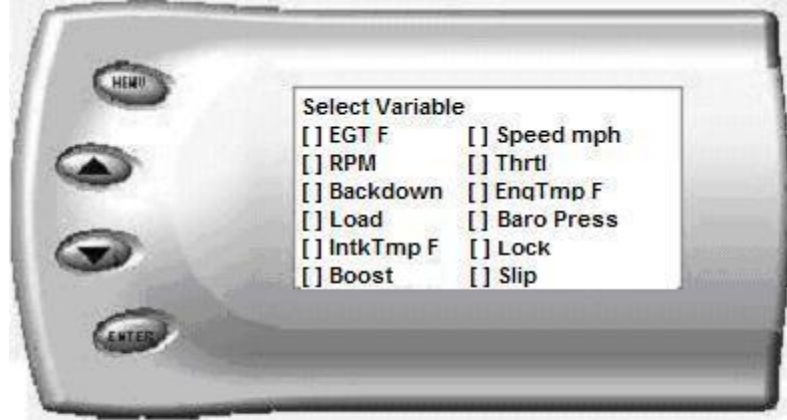 MENU
Select Variable
[ ] EGT F [ ] Speed mph
[ ] RPM [ ] Thrtl
[ ] Backdown [ ] EngTmp F
[ ] Load [ ] Baro Press
[ ] IntkTmp F [ ] Lock
[ ] Boost [ ] Slip
ENTER